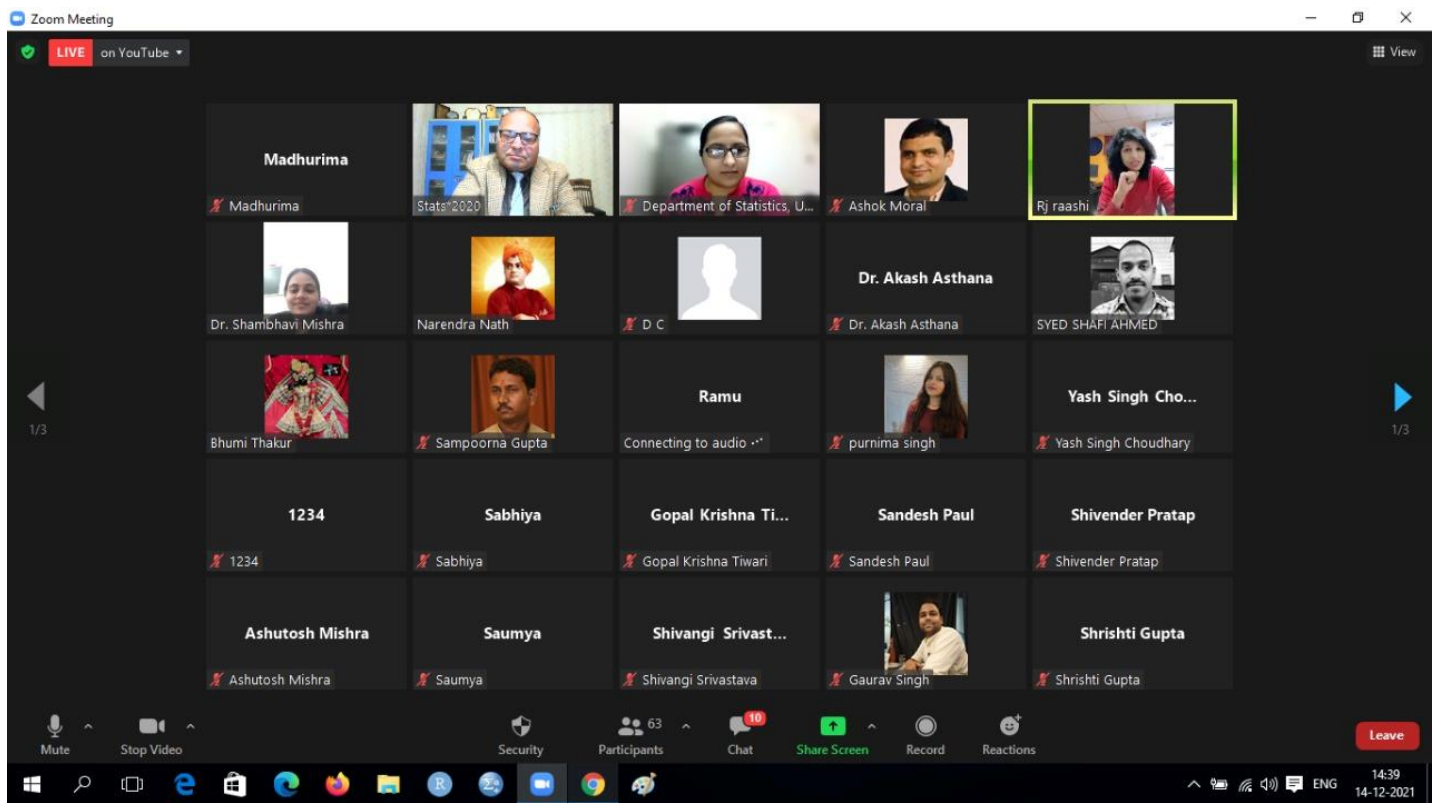 Zoom Meeting
LIVE on YouTube
View
Madhurima
Madhurima
Stats*2020
Department of Statistics, U...
Ashok Moral
Rj raashi
Dr. Shambhavi Mishra
Narendra Nath
D C
Dr. Akash Asthana
Dr. Akash Asthana
SYED SHAFI AHMED
Bhumi Thakur
Sampoorna Gupta
Ramu
Connecting to audio
purnima singh
Yash Singh Cho...
Yash Singh Choudhary
1/3
1/3
1234
1234
Sabhiya
Sabhiya
Gopal Krishna Ti...
Gopal Krishna Tiwari
Sandesh Paul
Sandesh Paul
Shivender Pratap
Shivender Pratap
Ashutosh Mishra
Ashutosh Mishra
Saumya
Saumya
Shivangi Srivast...
Shivangi Srivastava
Gaurav Singh
Shrishti Gupta
Shrishti Gupta
Mute
Stop Video
Security
63
Participants
10
Chat
Share Screen
Record
Reactions
Leave
R
ENG
14:39
14-12-2021